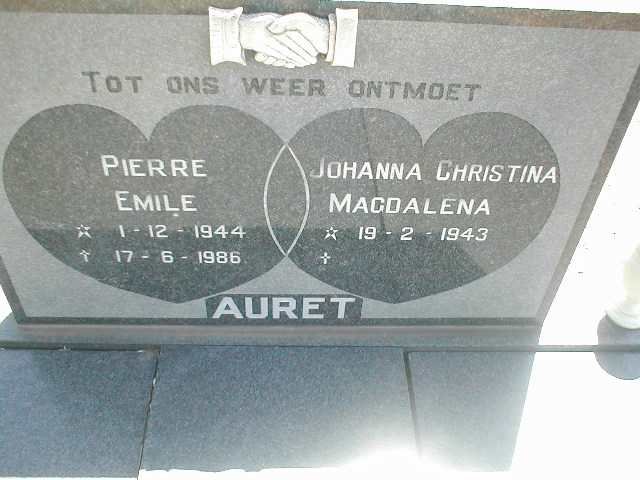 TOT ONS WEER ONTMOET
PIERRE
EMILE
☆ 1-12-1944
† 17-6-1986
JOHANNA CHRISTINA
MAGDALENA
☆ 19-2-1943
†
AURET